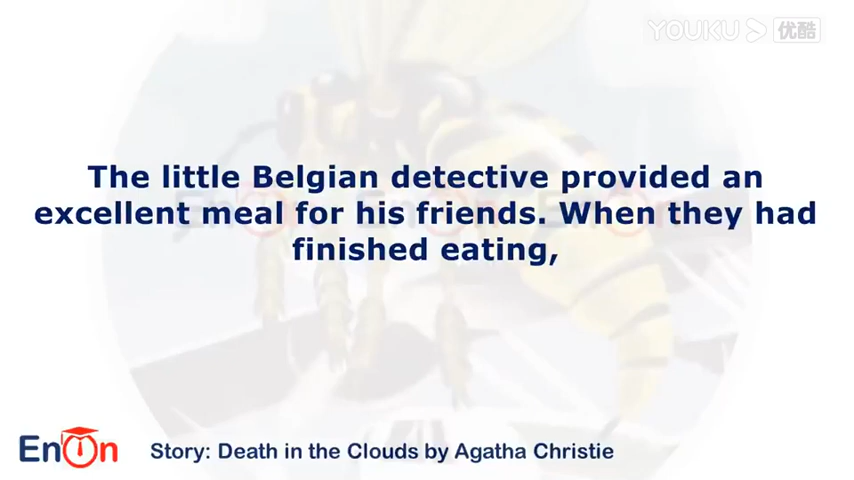 YOUKU 优酷
The little Belgian detective provided an
excellent meal for his friends. When they had
finished eating,
EnOn
Story: Death in the Clouds by Agatha Christie